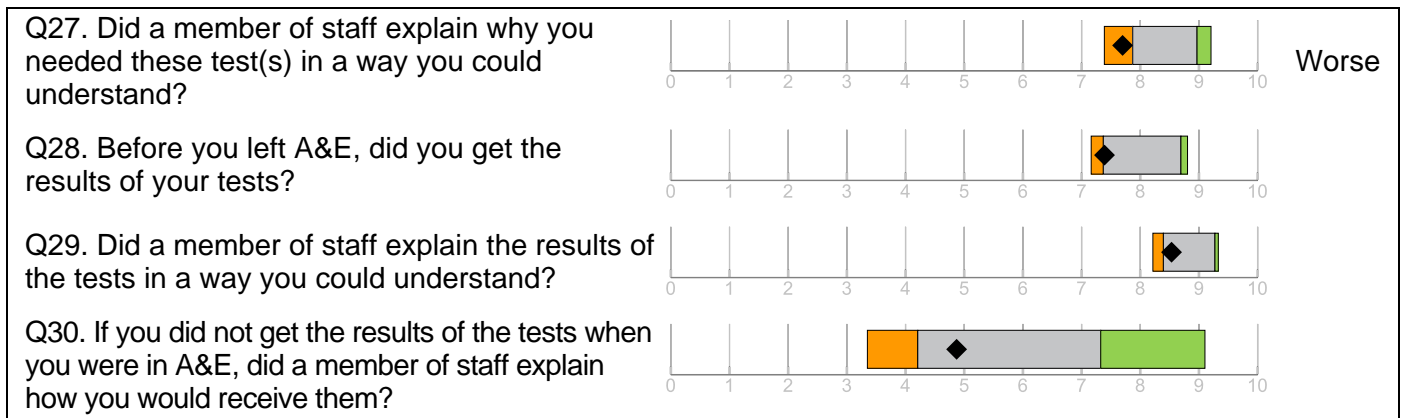 Q27. Did a member of staff explain why you
needed these test(s) in a way you could
understand?
0 1 2 3 4 5 6 7 8 9 10
Worse
Q28. Before you left A&E, did you get the
results of your tests?
0 1 2 3 4 5 6 7 8 9 10
Q29. Did a member of staff explain the results of
the tests in a way you could understand?
0 1 2 3 4 5 6 7 8 9 10
Q30. If you did not get the results of the tests when
you were in A&E, did a member of staff explain
how you would receive them?
0 1 2 3 4 5 6 7 8 9 10